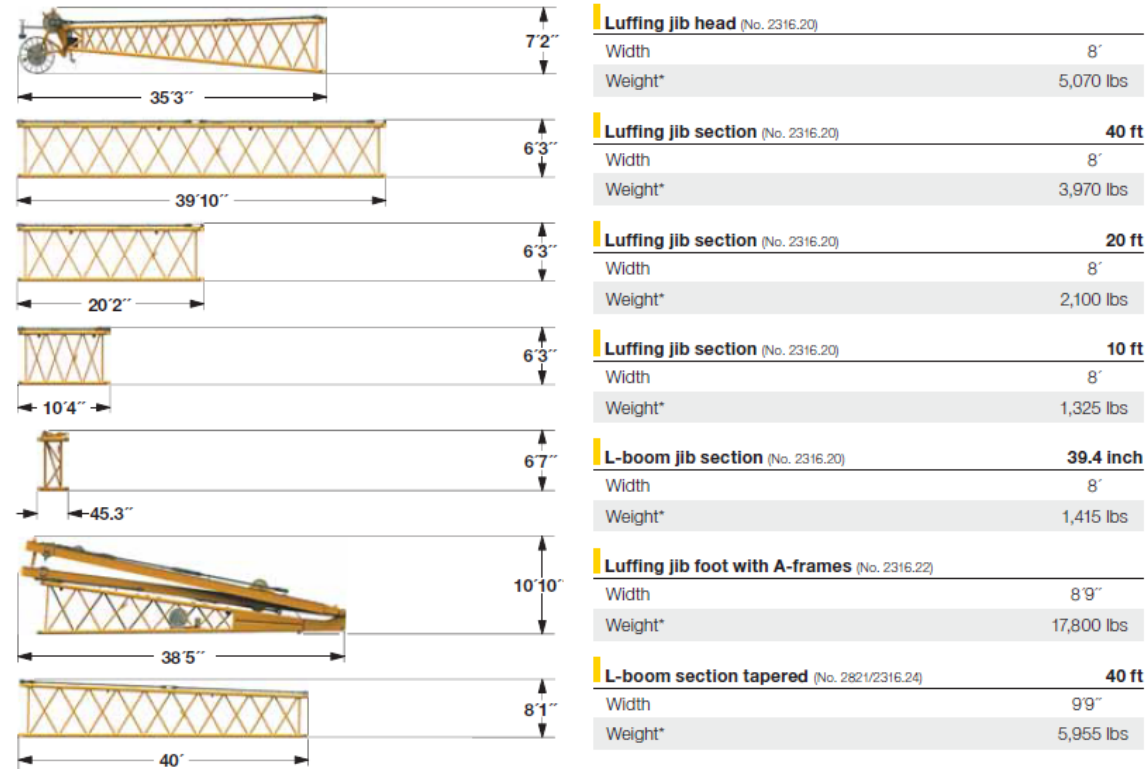 7´2´´
35´3´´
Luffing jib head (No. 2316.20)
Width 8´
Weight* 5,070 lbs
6´3´´
39´10´´
Luffing jib section (No. 2316.20) 40 ft
Width 8´
Weight* 3,970 lbs
6´3´´
20´2´´
Luffing jib section (No. 2316.20) 20 ft
Width 8´
Weight* 2,100 lbs
6´3´´
10´4´´
Luffing jib section (No. 2316.20) 10 ft
Width 8´
Weight* 1,325 lbs
6´7´´
45.3´´
L-boom jib section (No. 2316.20) 39.4 inch
Width 8´
Weight* 1,415 lbs
10´10´´
38´5´´
Luffing jib foot with A-frames (No. 2316.22)
Width 8´9´´
Weight* 17,800 lbs
8´1´´
40´
L-boom section tapered (No. 2821/2316.24) 40 ft
Width 9´9´´
Weight* 5,955 lbs